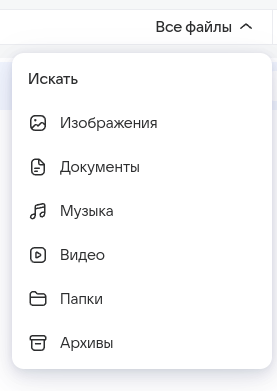 Все файлы
Искать
Изображения
Документы
Музыка
Видео
Папки
Архивы